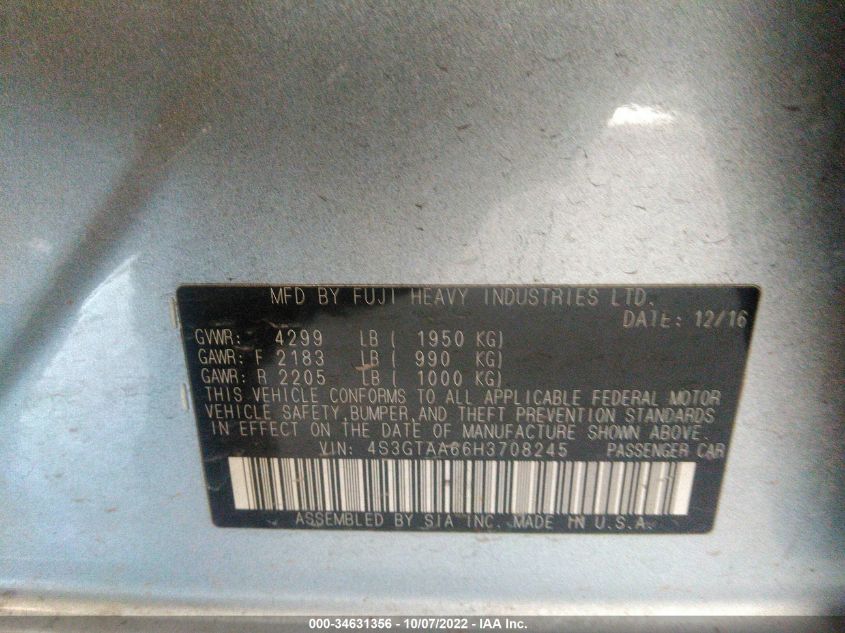 MFD BY FUJI HEAVY INDUSTRIES LTD.
DATE: 12/16
GVWR: 4299 LB ( 1950 KG)
GAWR: F 2183 LB ( 990 KG)
GAWR: R 2205 LB ( 1000 KG)
THIS VEHICLE CONFORMS TO ALL APPLICABLE FEDERAL MOTOR
VEHICLE SAFETY, BUMPER, AND THEFT PREVENTION STANDARDS
IN EFFECT ON THE DATE OF MANUFACTURE SHOWN ABOVE.
VIN: 4S3GTAA66H3708245 PASSENGER CAR
ASSEMBLED BY SIA INC. MADE IN U.S.A.
000-34631356 - 10/07/2022 - IAA Inc.